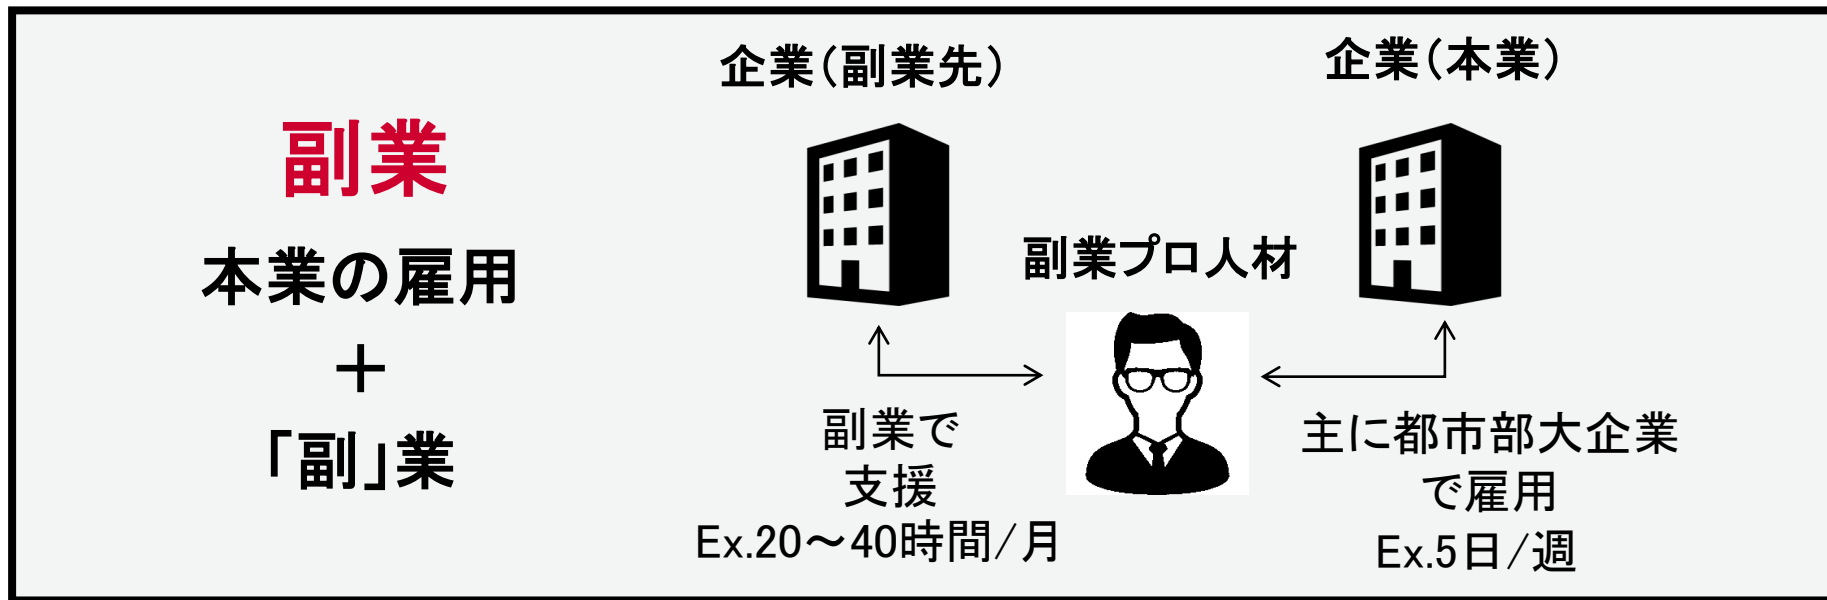 副業
本業の雇用
＋
「副」業
企業（副業先）
企業（本業）
副業プロ人材
副業で
支援
Ex.20～40時間/月
主に都市部大企業
で雇用
Ex.5日/週